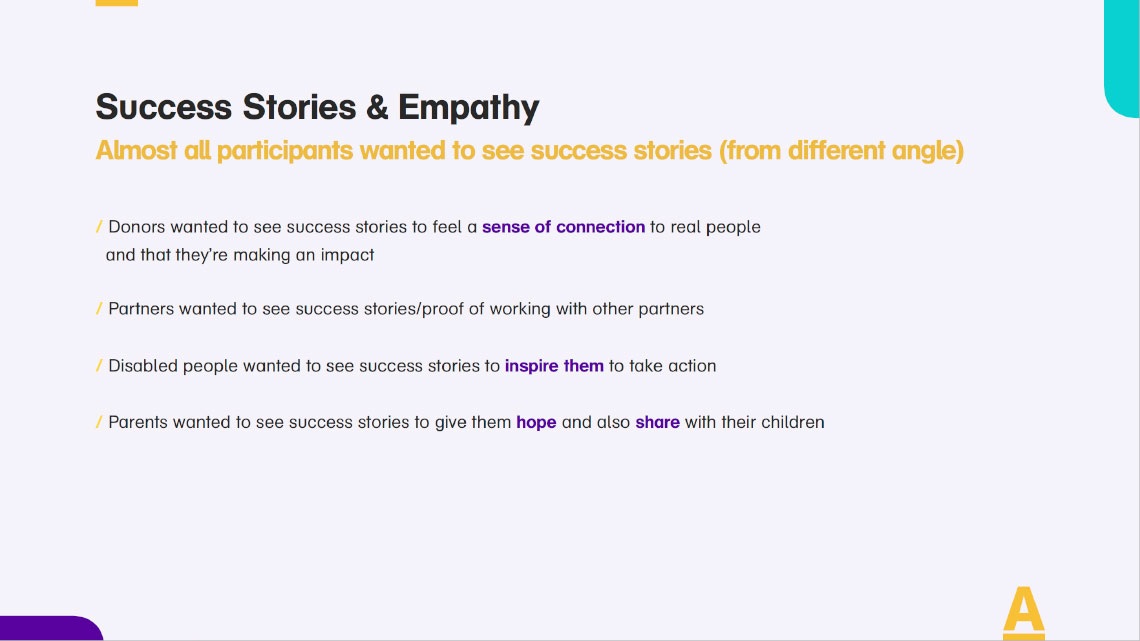 Success Stories & Empathy
Almost all participants wanted to see success stories (from different angle)
/ Donors wanted to see success stories to feel a sense of connection to real people
and that they're making an impact
/ Partners wanted to see success stories/proof of working with other partners
/ Disabled people wanted to see success stories to inspire them to take action
/ Parents wanted to see success stories to give them hope and also share with their children
A